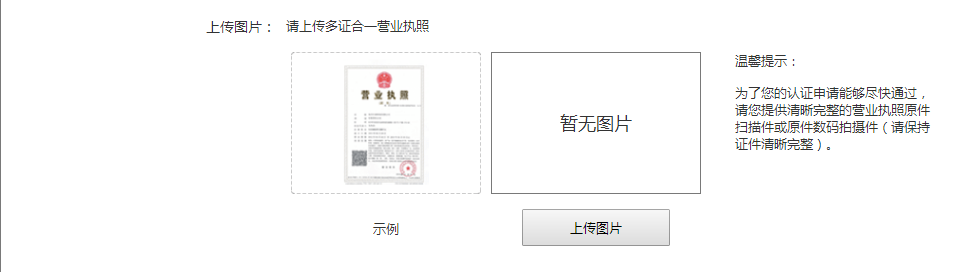 上传图片： 请上传多证合一营业执照
营业执照
暂无图片
温馨提示：
为了您的认证申请能够尽快通过，
请您提供清晰完整的营业执照原件
扫描件或原件数码拍摄件（请保持
证件清晰完整）。
示例
上传图片